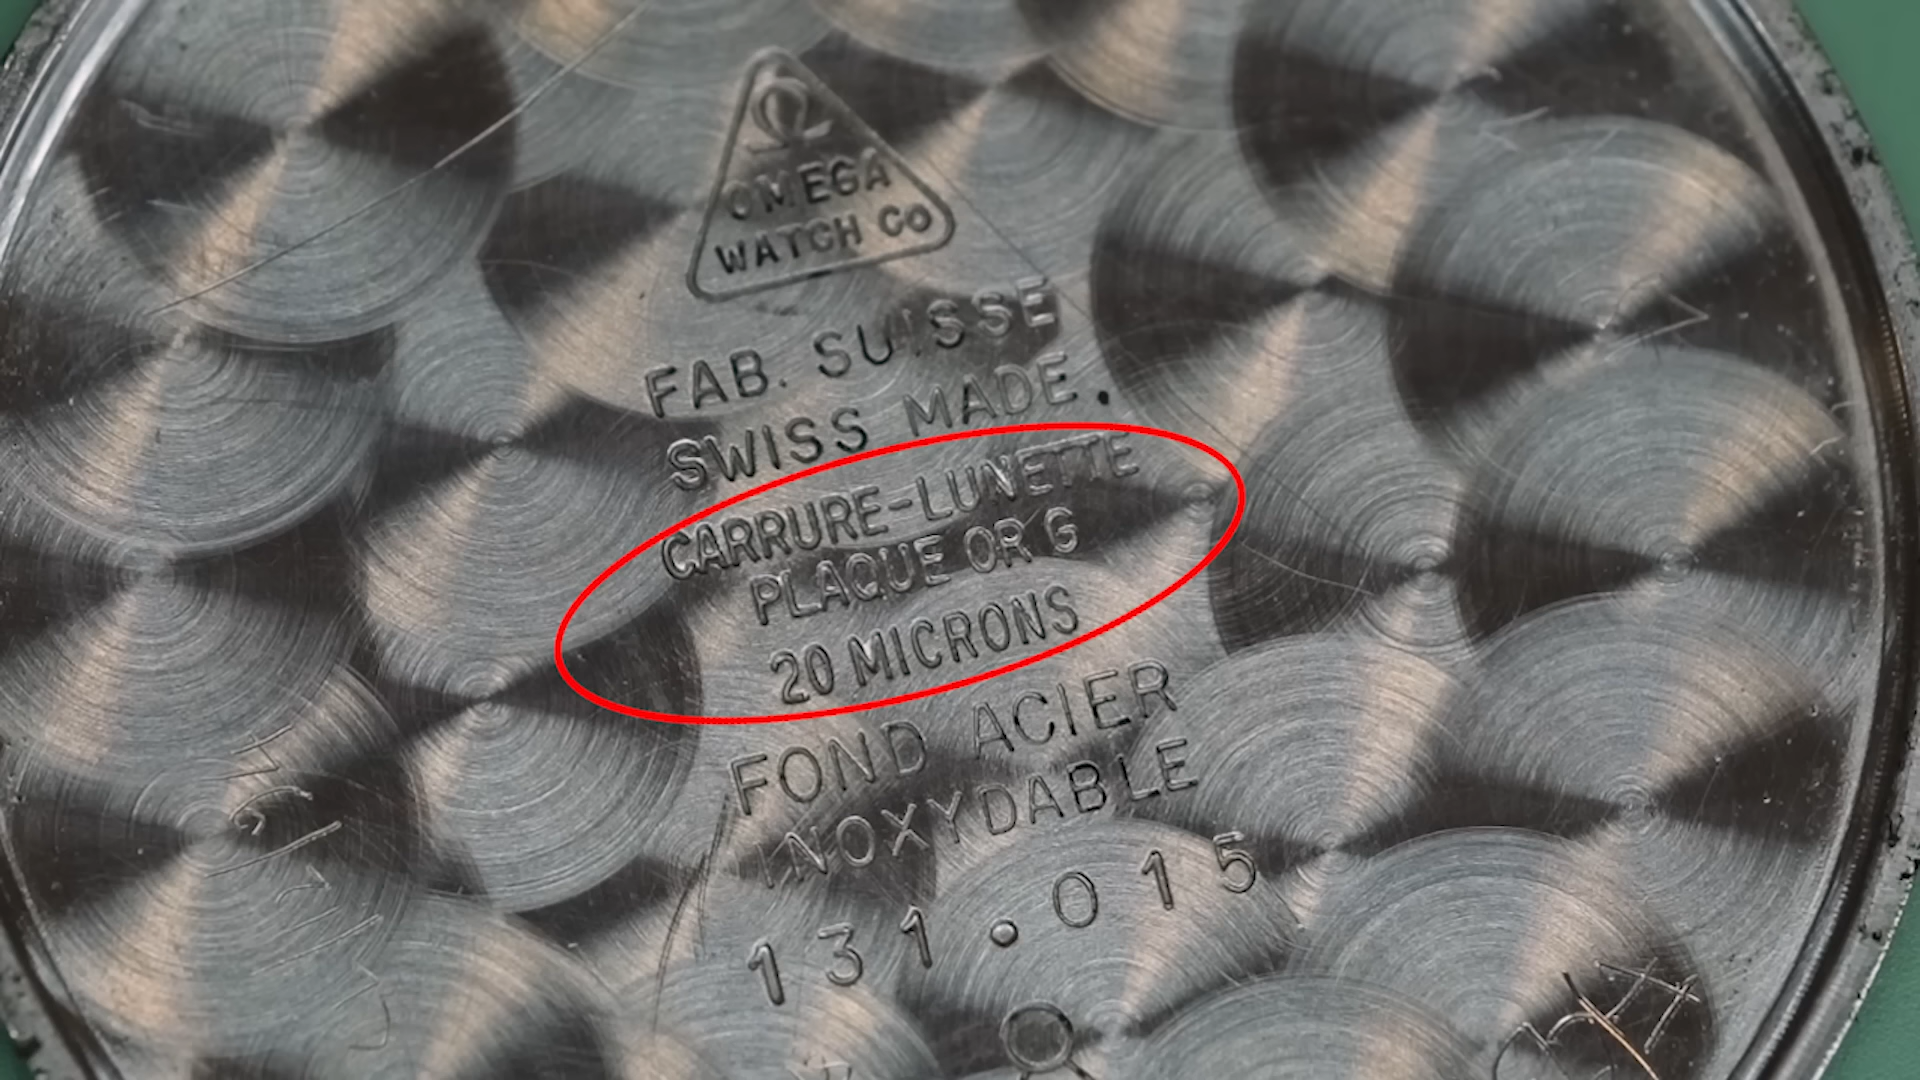 Ω
OMEGA
WATCH CO
FAB. SUISSE
SWISS MADE.
CARRURE-LUNETTE
PLAQUE OR G
20 MICRONS
FOND ACIER
INOXYDABLE
131.015